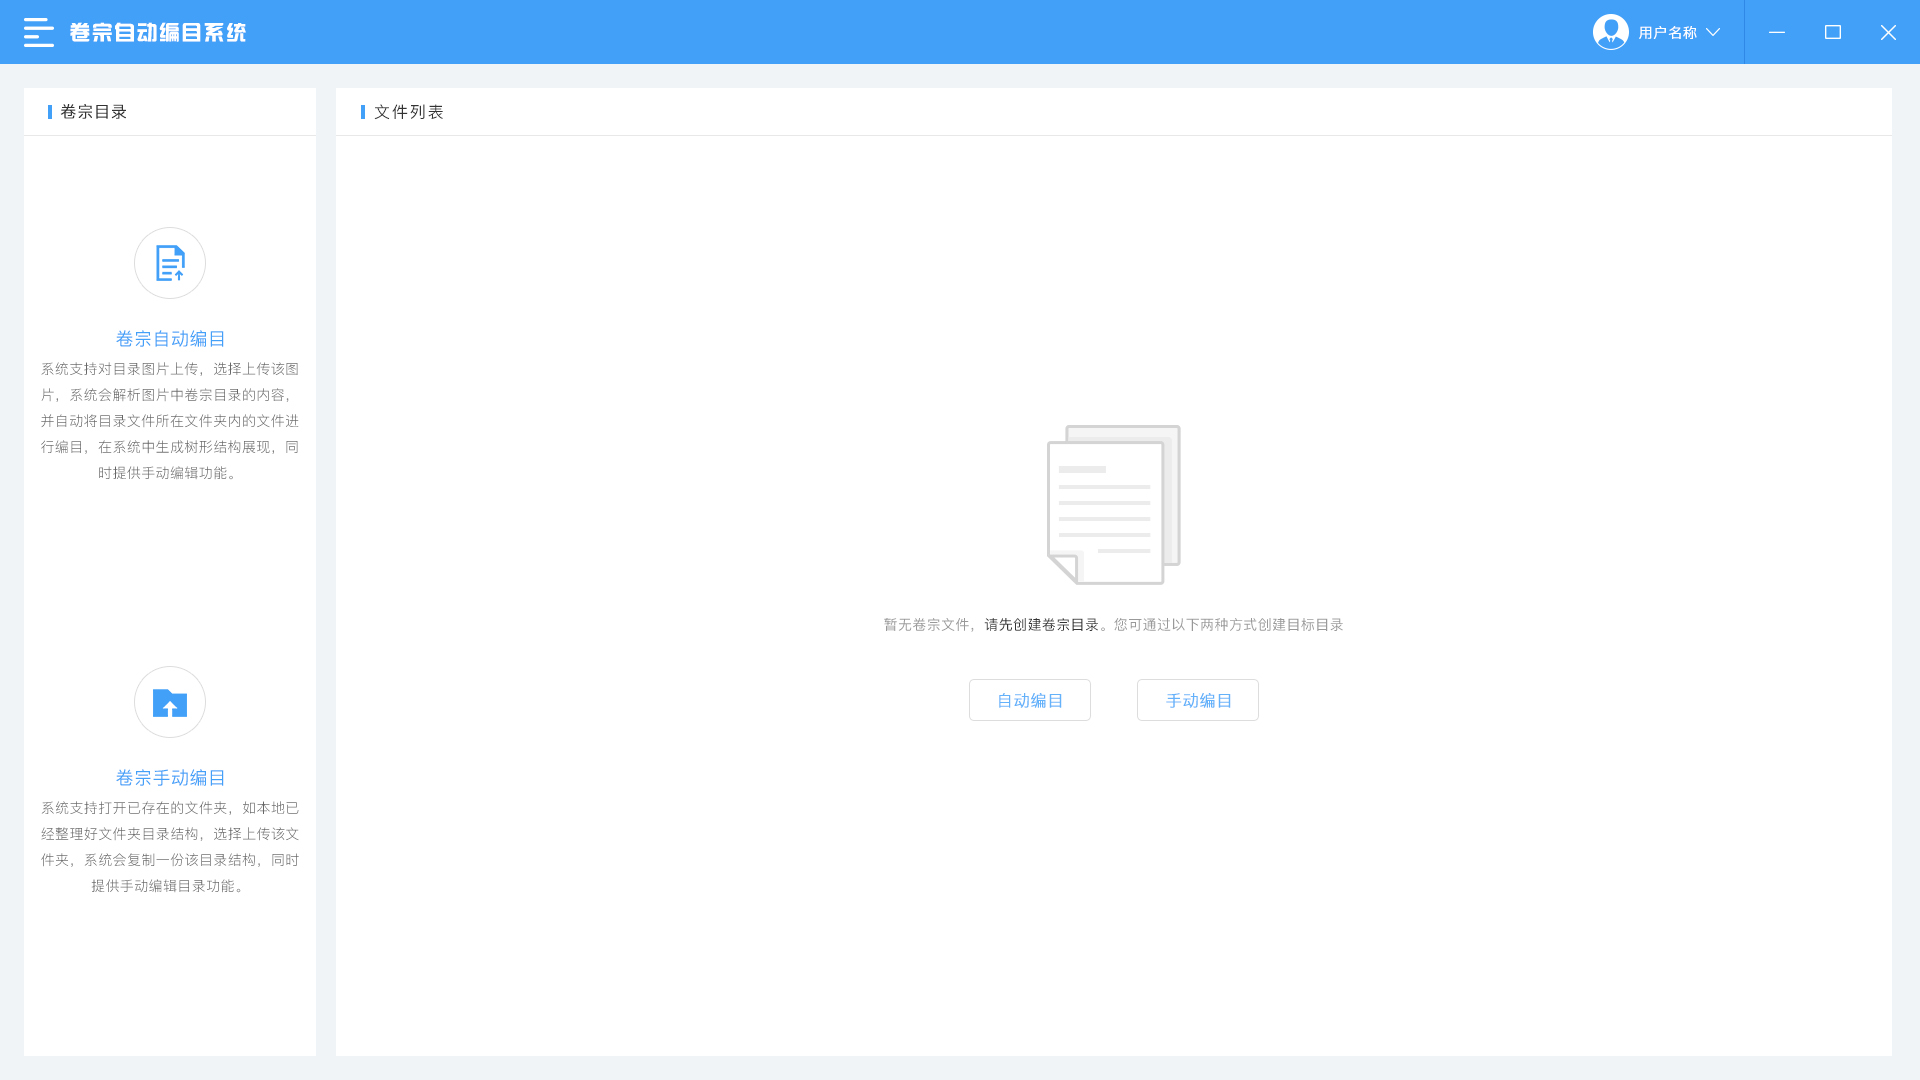 卷宗自动编目系统
用户名称
卷宗目录
卷宗自动编目
系统支持对目录图片上传，选择上传该图
片，系统会解析图片中卷宗目录的内容，
并自动将目录文件所在文件夹内的文件进
行编目，在系统中生成树形结构展现，同
时提供手动编辑功能。
卷宗手动编目
系统支持打开已存在的文件夹，如本地已
经整理好文件夹目录结构，选择上传该文
件夹，系统会复制一份该目录结构，同时
提供手动编辑目录功能。
文件列表
暂无卷宗文件，请先创建卷宗目录。您可通过以下两种方式创建目标目录
自动编目
手动编目